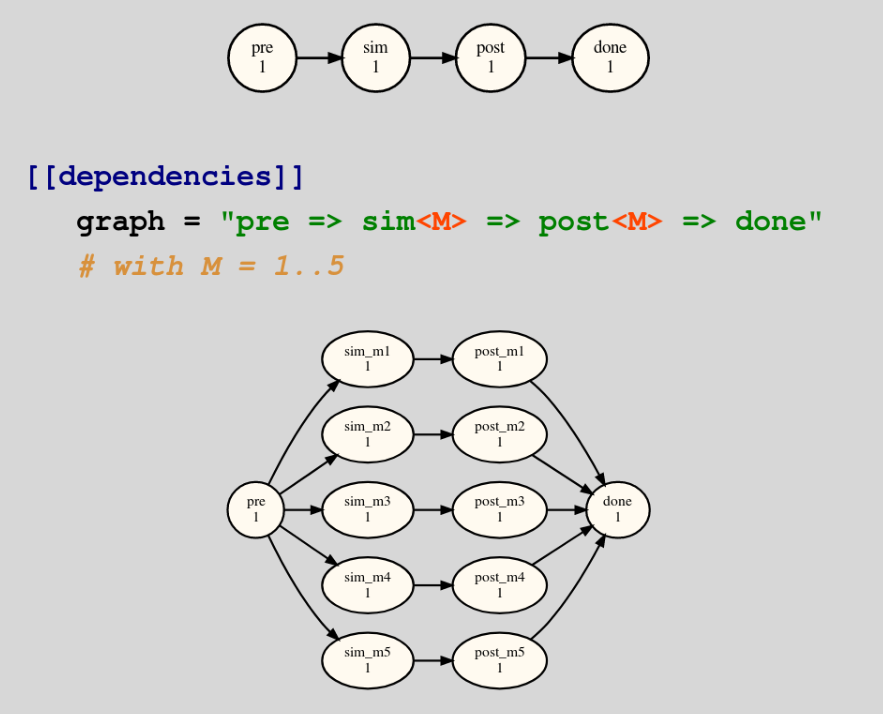 pre sim post done
1 1 1 1
[[dependencies]]
graph = "pre => sim<M> => post<M> => done"
# with M = 1..5
sim_m1 post_m1
1 1
sim_m2 post_m2
1 1
pre sim_m3 post_m3 done
1 1 1 1
sim_m4 post_m4
1 1
sim_m5 post_m5
1 1